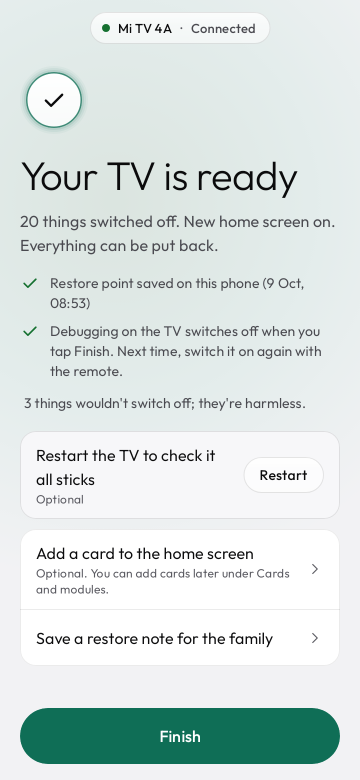 Mi TV 4A · Connected
Your TV is ready
20 things switched off. New home screen on.
Everything can be put back.
Restore point saved on this phone (9 Oct,
08:53)
Debugging on the TV switches off when you
tap Finish. Next time, switch it on again with
the remote.
3 things wouldn't switch off; they're harmless.
Restart the TV to check it
all sticks
Optional
Restart
Add a card to the home screen
Optional. You can add cards later under Cards
and modules.
Save a restore note for the family
Finish